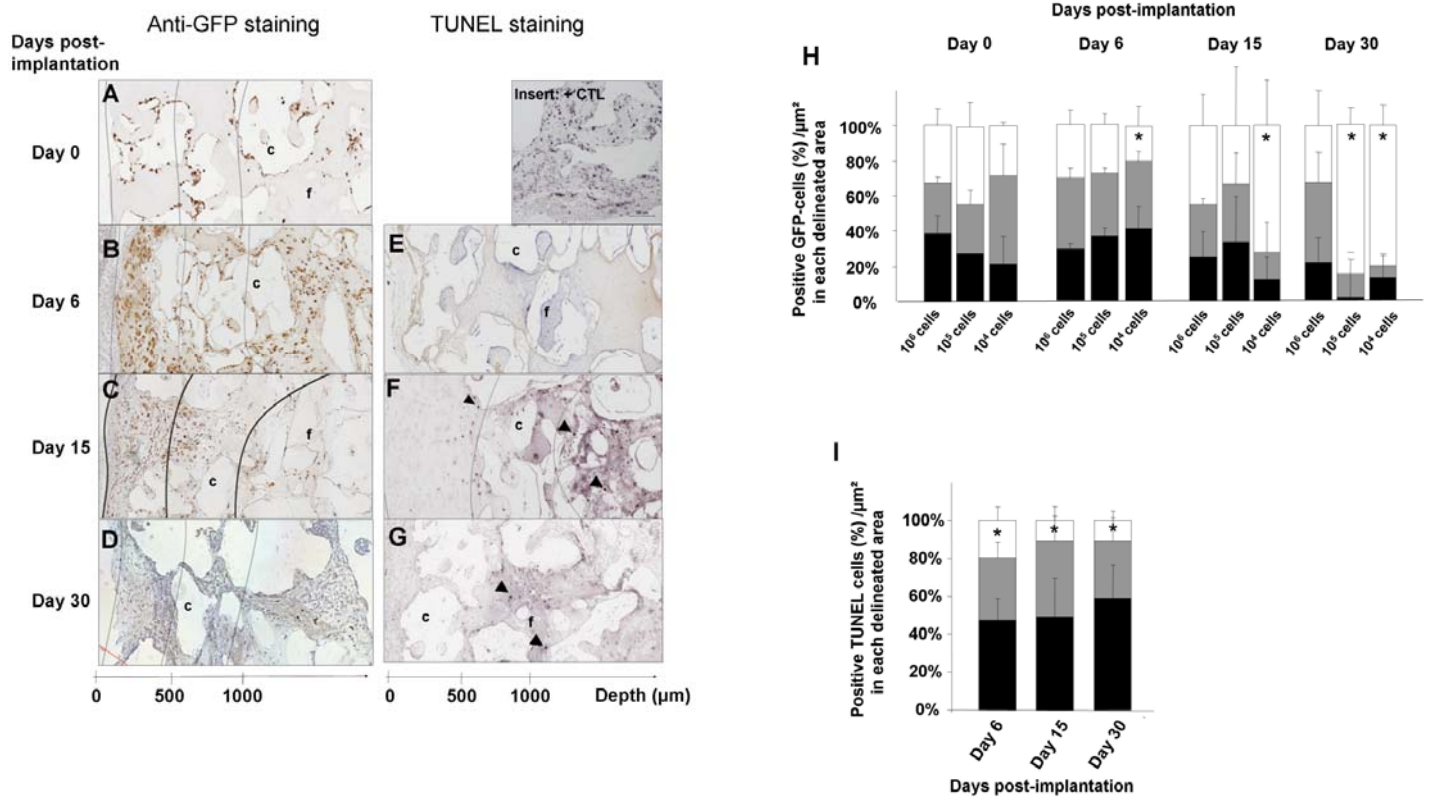 Anti-GFP staining
TUNEL staining
Days post-
implantation
Day 0
A
c
f
Insert: + CTL
Day 6
B
c
E
c
f
Day 15
C
c
f
F
c
Day 30
D
c
G
c
f
0
500
1000
0
500
1000
Depth (µm)
Days post-implantation
Day 0
Day 6
Day 15
Day 30
H
Positive GFP-cells (%) /µm²
in each delineated area
100%
80%
60%
40%
20%
0%
10⁶ cells
10⁵ cells
10⁴ cells
10⁶ cells
10⁵ cells
10⁴ cells
10⁶ cells
10⁵ cells
10⁴ cells
10⁶ cells
10⁵ cells
10⁴ cells
*
*
*
*
I
Positive TUNEL cells (%) /µm²
in each delineated area
100%
80%
60%
40%
20%
0%
*
*
*
Day 6
Day 15
Day 30
Days post-implantation